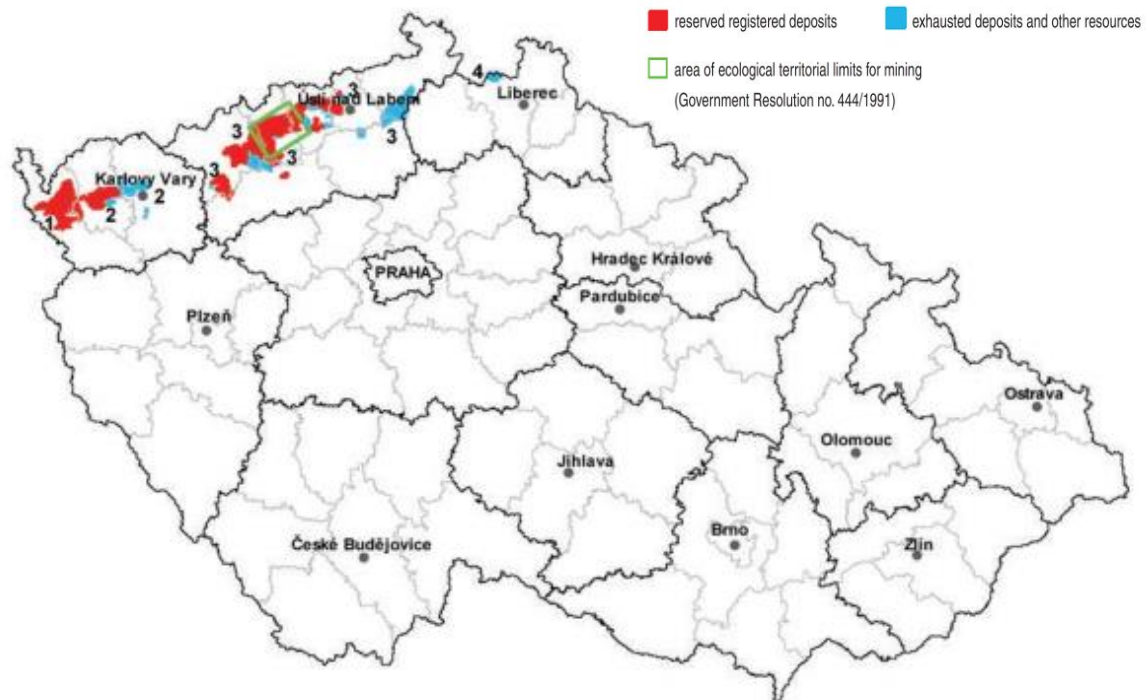 reserved registered deposits
exhausted deposits and other resources
area of ecological territorial limits for mining
(Government Resolution no. 444/1991)
4
Liberec
3
Ústí nad Labem
3
3
3
3
Karlovy Vary
2
2
1
PRAHA
Hradec Králové
Pardubice
Plzeň
Ostrava
Olomouc
Jihlava
Brno
Zlín
České Budějovice